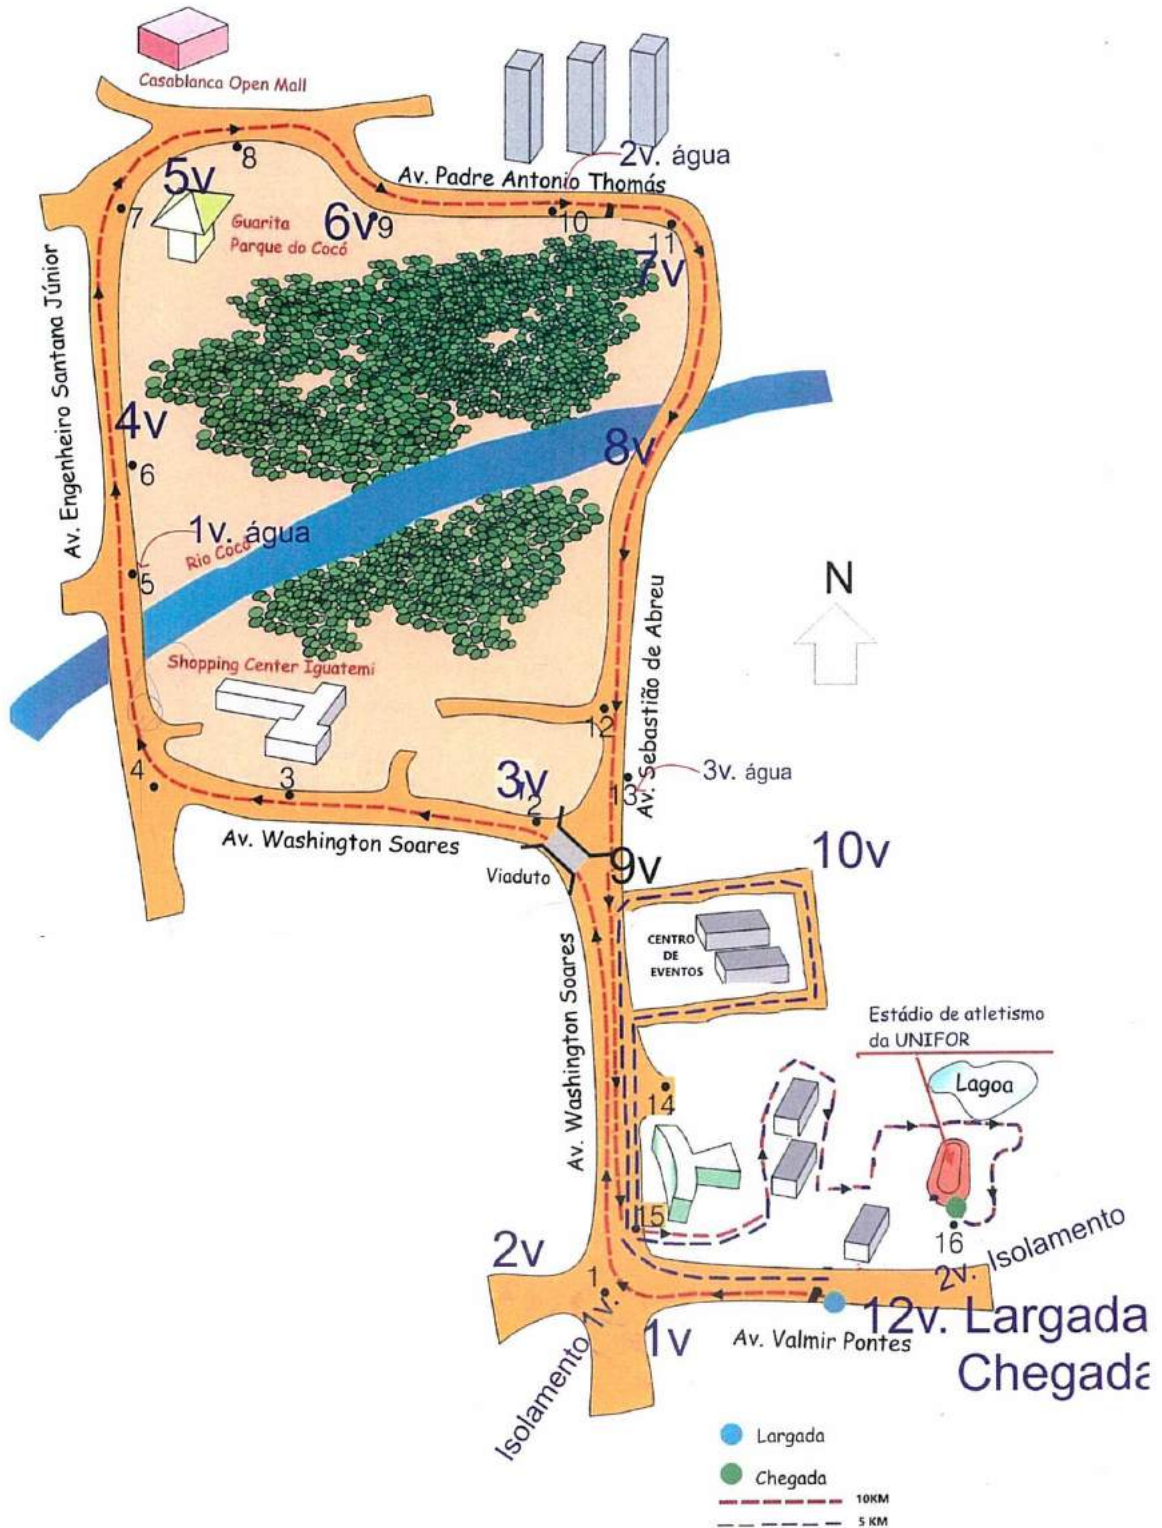 Casablanca Open Mall
8
5v
2v. água
Av. Padre Antonio Thomás
7
6v
9
10
11
Guarita
Parque do Cocó
7v
Av. Engenheiro Santana Júnior
4v
8v
6
1v. água
Rio Cocó
5
N
Shopping Center Iguatemi
Av. Sebastião de Abreu
12
4
3
3v
2
13
3v. água
Av. Washington Soares
Viaduto
9v
10v
CENTRO
DE
EVENTOS
Av. Washington Soares
Estádio de atletismo
da UNIFOR
Lagoa
14
15
16
2v
2v. Isolamento
1
Isolamento 1v.
1v
Av. Valmir Pontes
12v. Largada
Chegada
Largada
Chegada
10KM
5 KM